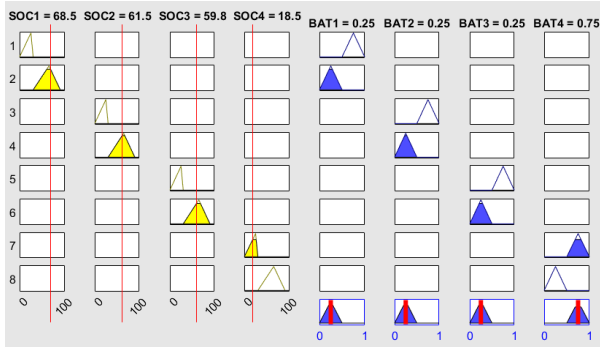 SOC1 = 68.5 SOC2 = 61.5 SOC3 = 59.8 SOC4 = 18.5 BAT1 = 0.25 BAT2 = 0.25 BAT3 = 0.25 BAT4 = 0.75
1
2
3
4
5
6
7
8
0 100 0 100 0 100 0 100
0 1 0 1 0 1 0 1